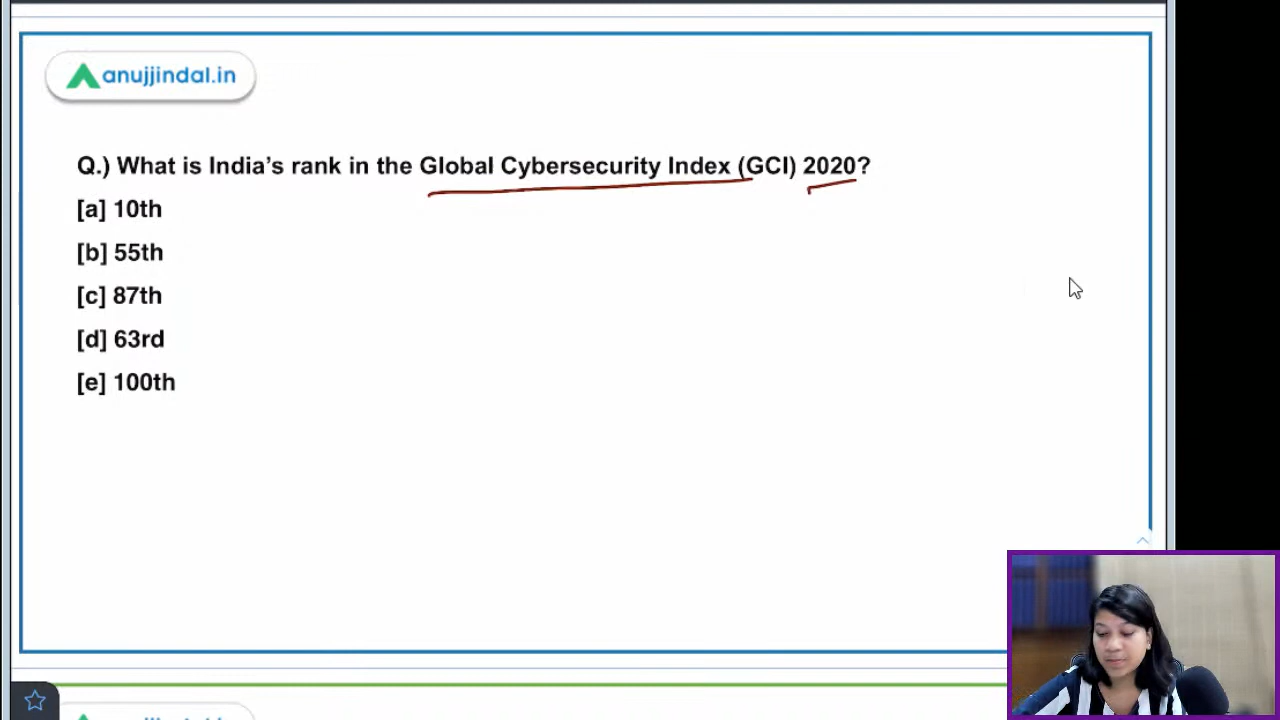 anujjindal.in
Q.) What is India’s rank in the Global Cybersecurity Index (GCI) 2020?
[a] 10th
[b] 55th
[c] 87th
[d] 63rd
[e] 100th